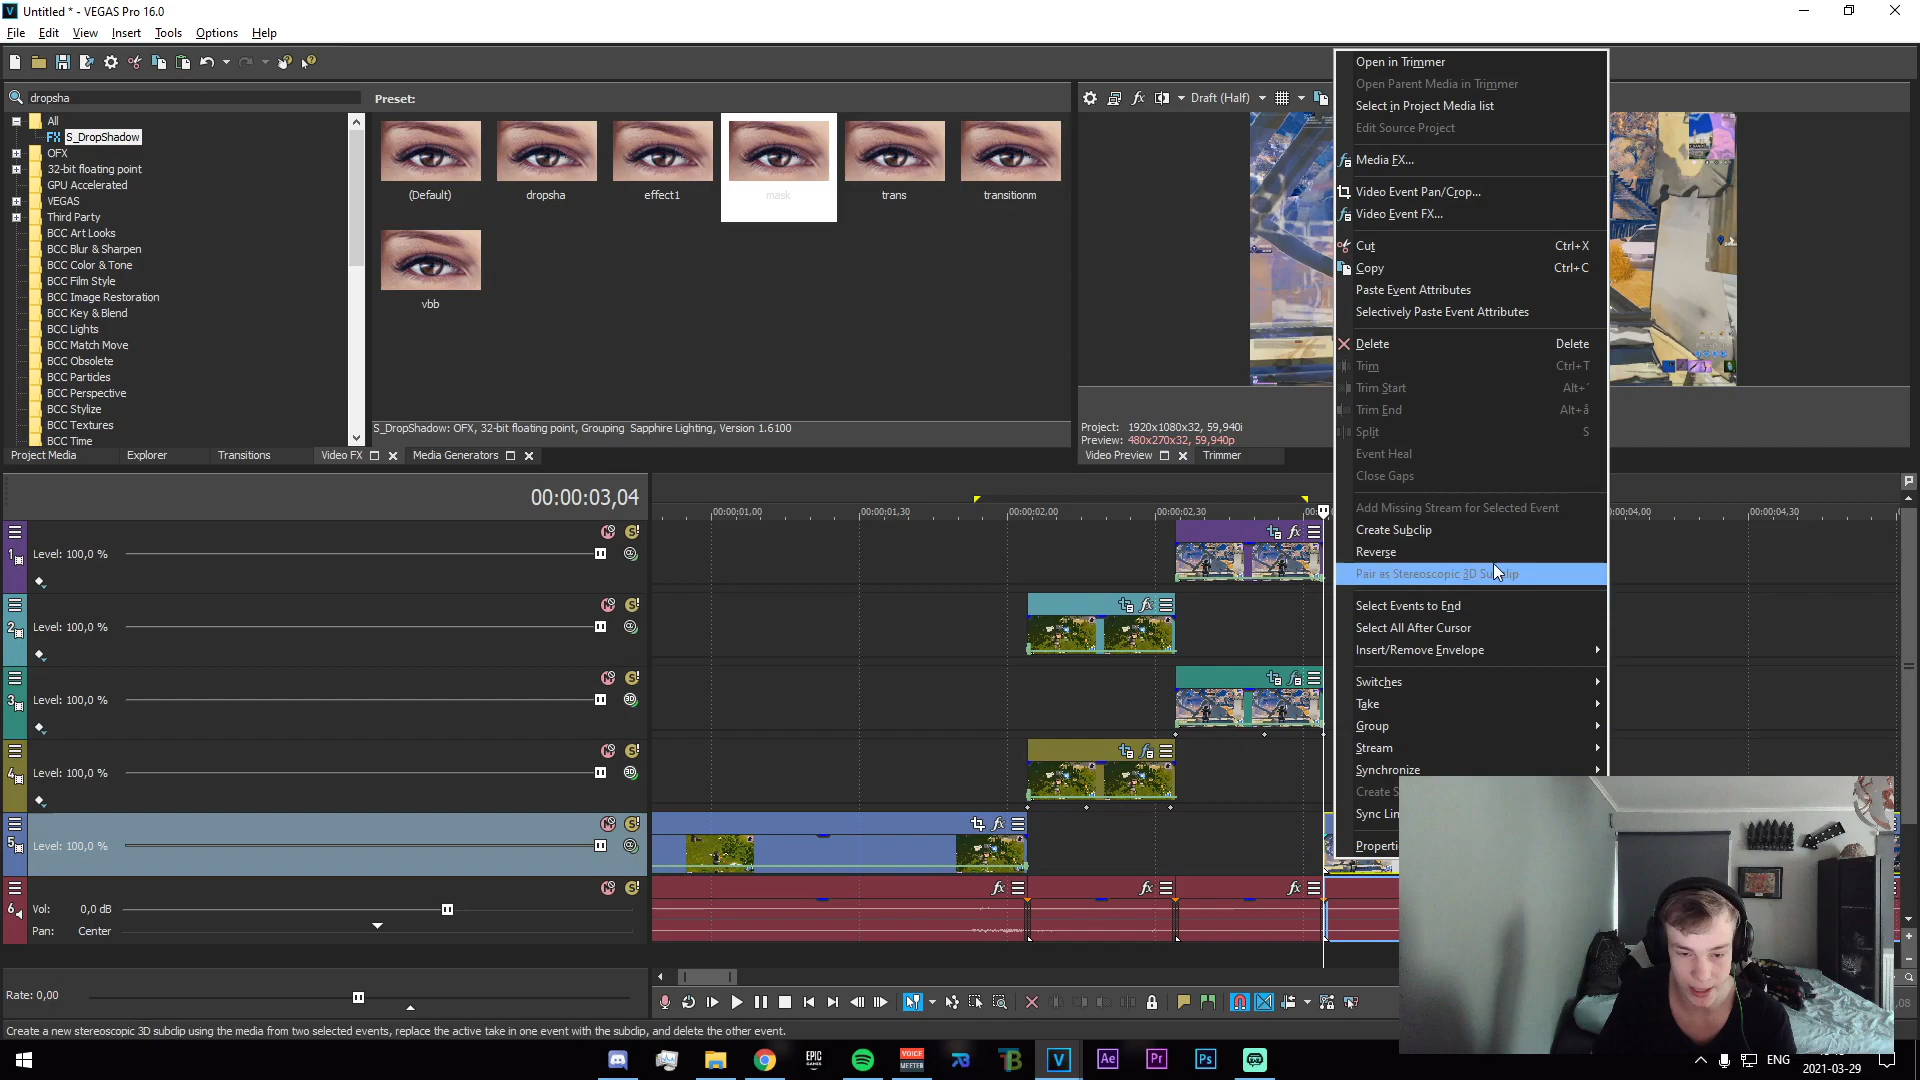 Untitled * - VEGAS Pro 16.0
File Edit View Insert Tools Options Help
dropsha
All
S_DropShadow
OFX
32-bit floating point
GPU Accelerated
VEGAS
Third Party
BCC Art Looks
BCC Blur & Sharpen
BCC Color & Tone
BCC Film Style
BCC Image Restoration
BCC Key & Blend
BCC Lights
BCC Match Move
BCC Obsolete
BCC Particles
BCC Perspective
BCC Stylize
BCC Textures
BCC Time
Preset:
(Default) dropsha effect1 mask trans transitionm
vbb
S_DropShadow: OFX, 32-bit floating point, Grouping Sapphire Lighting, Version 1.6100
Project Media Explorer Transitions Video FX Media Generators
Draft (Half)
Project: 1920x1080x32, 59,940i
Preview: 480x270x32, 59,940p
Video Preview Trimmer
Open in Trimmer
Open Parent Media in Trimmer
Select in Project Media list
Edit Source Project
Media FX...
Video Event Pan/Crop...
Video Event FX...
Cut Ctrl+X
Copy Ctrl+C
Paste Event Attributes
Selectively Paste Event Attributes
Delete Delete
Trim Ctrl+T
Trim Start Alt+´
Trim End Alt+å
Split S
Event Heal
Close Gaps
Add Missing Stream for Selected Event
Create Subclip
Reverse
Pair as Stereoscopic 3D
Select Events to End
Select All After Cursor
Insert/Remove Envelope
Switches
Take
Group
Stream
Synchronize
Create S
Sync Lin
Properti
00:00:03,04
00:00:01,00 00:00:01,30 00:00:02,00 00:00:02,30 00:00:04,00 00:00:04,30
1 Level: 100,0 %
2 Level: 100,0 %
3 Level: 100,0 %
4 Level: 100,0 %
5 Level: 100,0 %
6 Vol: 0,0 dB
Pan: Center
Rate: 0,00
Create a new stereoscopic 3D subclip using the media from two selected events, replace the active take in one event with the subclip, and delete the other event.
EPIC GAMES
VOICE MEETER
V
Ae
Pr
Ps
ENG
2021-03-29